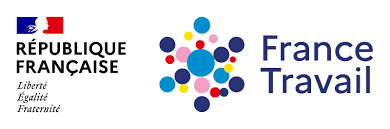 RÉPUBLIQUE
FRANÇAISE
Liberté
Égalité
Fraternité
France
Travail